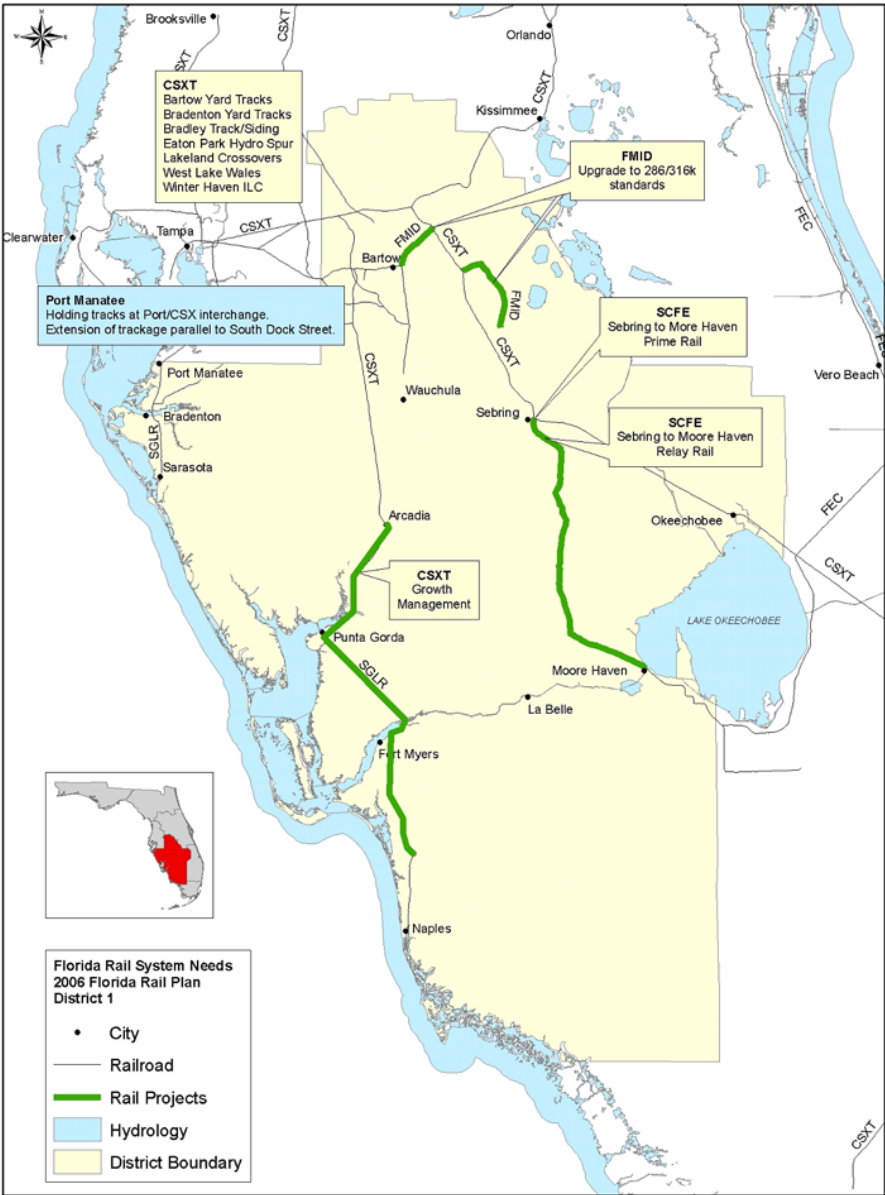 Brooksville
CSXT
Orlando
CSXT
CSXT
Bartow Yard Tracks
Bradenton Yard Tracks
Bradley Track/Siding
Eaton Park Hydro Spur
Lakeland Crossovers
West Lake Wales
Winter Haven ILC
CSXT
Kissimmee
FMID
Upgrade to 286/316k
standards
Clearwater
Tampa
CSXT
FMID
CSXT
FEC
Bartow
FMID
Port Manatee
Holding tracks at Port/CSX interchange.
Extension of trackage parallel to South Dock Street.
SCFE
Sebring to More Haven
Prime Rail
CSXT
CSXT
FEC
Port Manatee
Vero Beach
Wauchula
Bradenton
Sebring
SCFE
Sebring to Moore Haven
Relay Rail
SGLR
Sarasota
FEC
Arcadia
Okeechobee
CSXT
CSXT
Growth
Management
LAKE OKEECHOBEE
Punta Gorda
SGLR
Moore Haven
La Belle
Fort Myers
Naples
Florida Rail System Needs
2006 Florida Rail Plan
District 1
City
Railroad
Rail Projects
Hydrology
District Boundary
CSXT